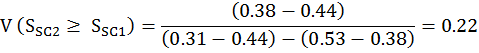 V (S_SC2 ≥ S_SC1) = (0.38 − 0.44) / (0.31 − 0.44) − (0.53 − 0.38) = 0.22